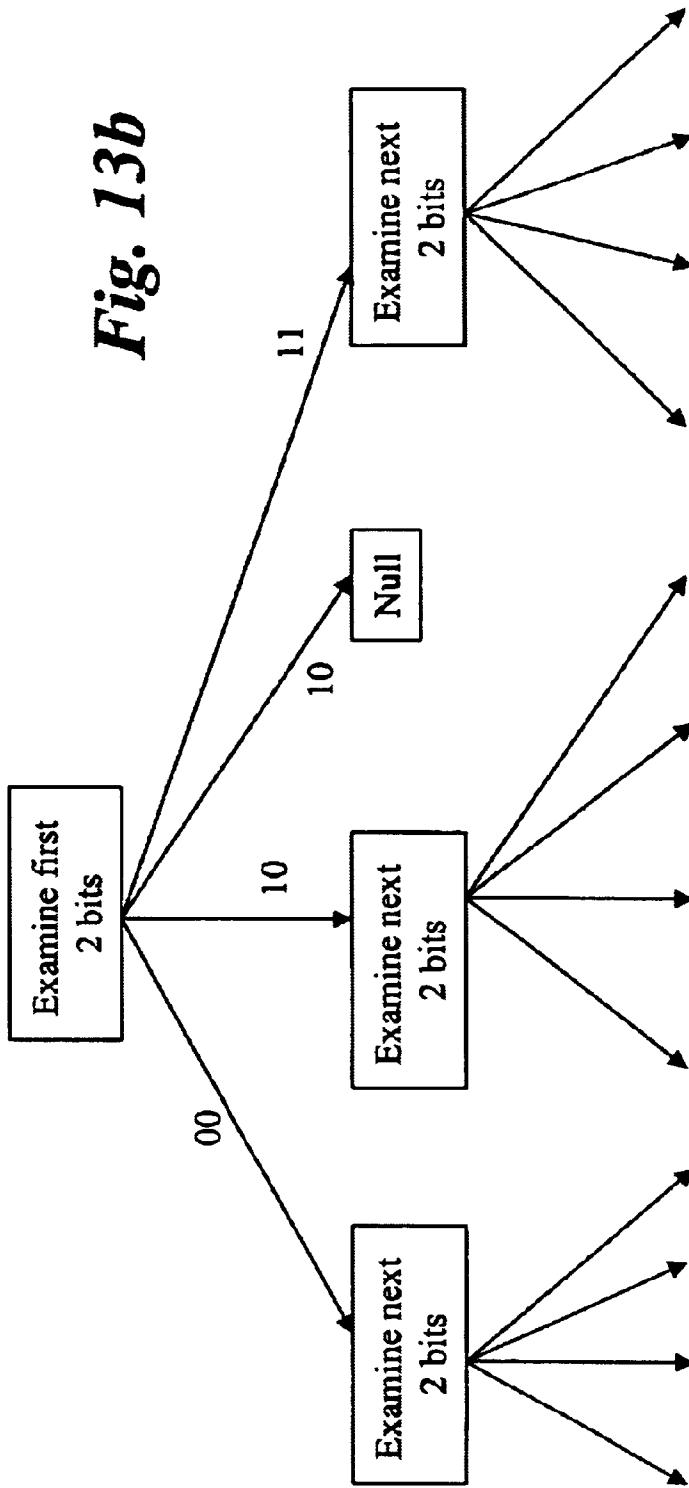 Fig. 13b
Examine first
2 bits
00
10
10
11
Examine next
2 bits
Examine next
2 bits
Null
Examine next
2 bits